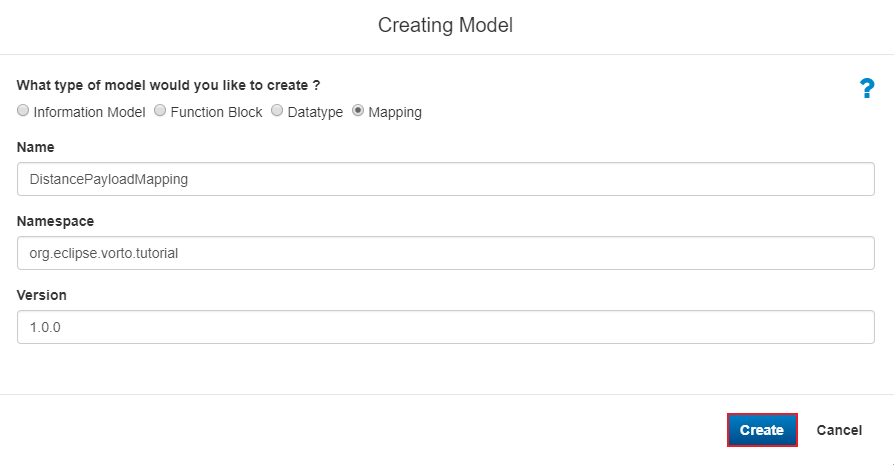 Creating Model
What type of model would you like to create ?
?
Information Model Function Block Datatype Mapping
Name
DistancePayloadMapping
Namespace
org.eclipse.vorto.tutorial
Version
1.0.0
Create Cancel